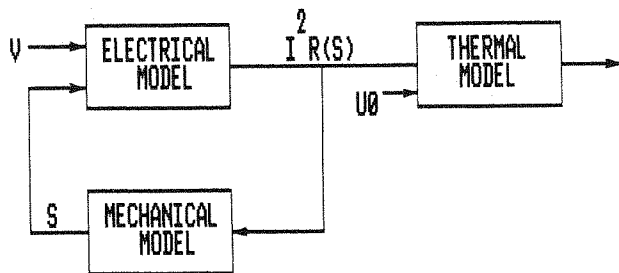 2
I R(S)
V
ELECTRICAL
MODEL
THERMAL
MODEL
U0
S
MECHANICAL
MODEL